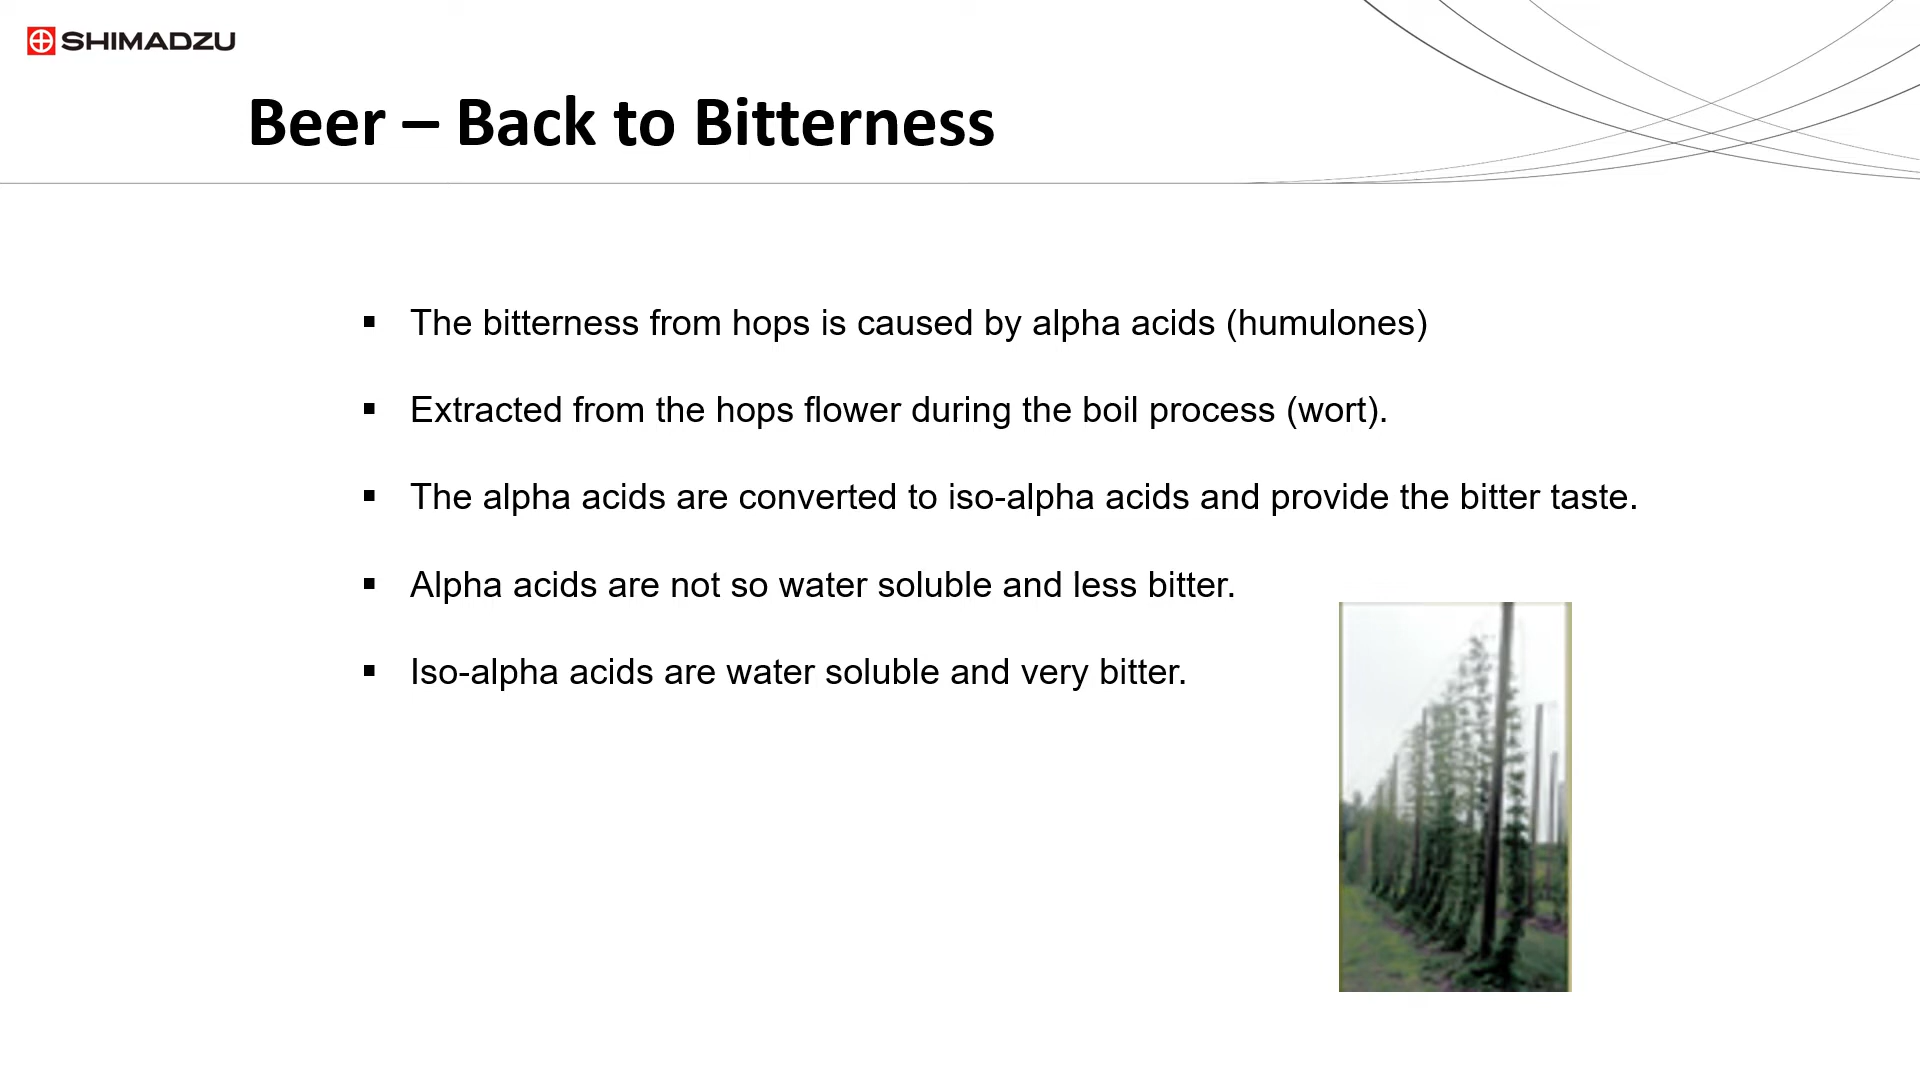 SHIMADZU
Beer – Back to Bitterness
▪ The bitterness from hops is caused by alpha acids (humulones)
▪ Extracted from the hops flower during the boil process (wort).
▪ The alpha acids are converted to iso-alpha acids and provide the bitter taste.
▪ Alpha acids are not so water soluble and less bitter.
▪ Iso-alpha acids are water soluble and very bitter.